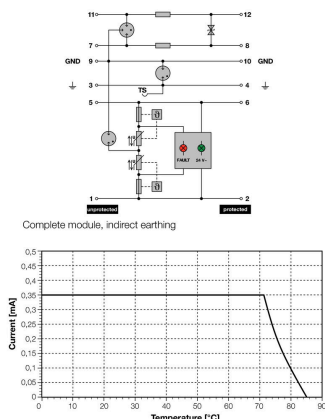 11 12
7 8
GND 9 10 GND
3 4
TS
5 6
ϑ
FAULT 24 V~
ϑ
1 2
unprotected protected
Complete module, indirect earthing
0,5
0,45
0,4
0,35
0,3
0,25
0,2
0,15
0,1
0,05
0
Current [mA]
0 10 20 30 40 50 60 70 80 90
Temperature [°C]